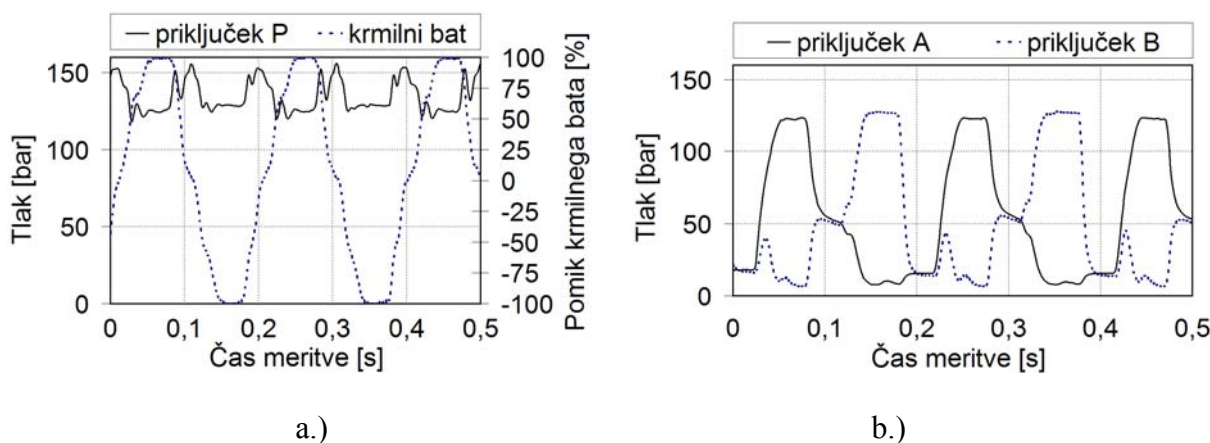 priključek P krmilni bat
Tlak [bar]
150
100
50
0
100
75
50
25
0
-25
-50
-75
-100
Pomik krmilnega bata [%]
0 0,1 0,2 0,3 0,4 0,5
Čas meritve [s]
a.)
priključek A priključek B
Tlak [bar]
150
100
50
0
0 0,1 0,2 0,3 0,4 0,5
Čas meritve [s]
b.)